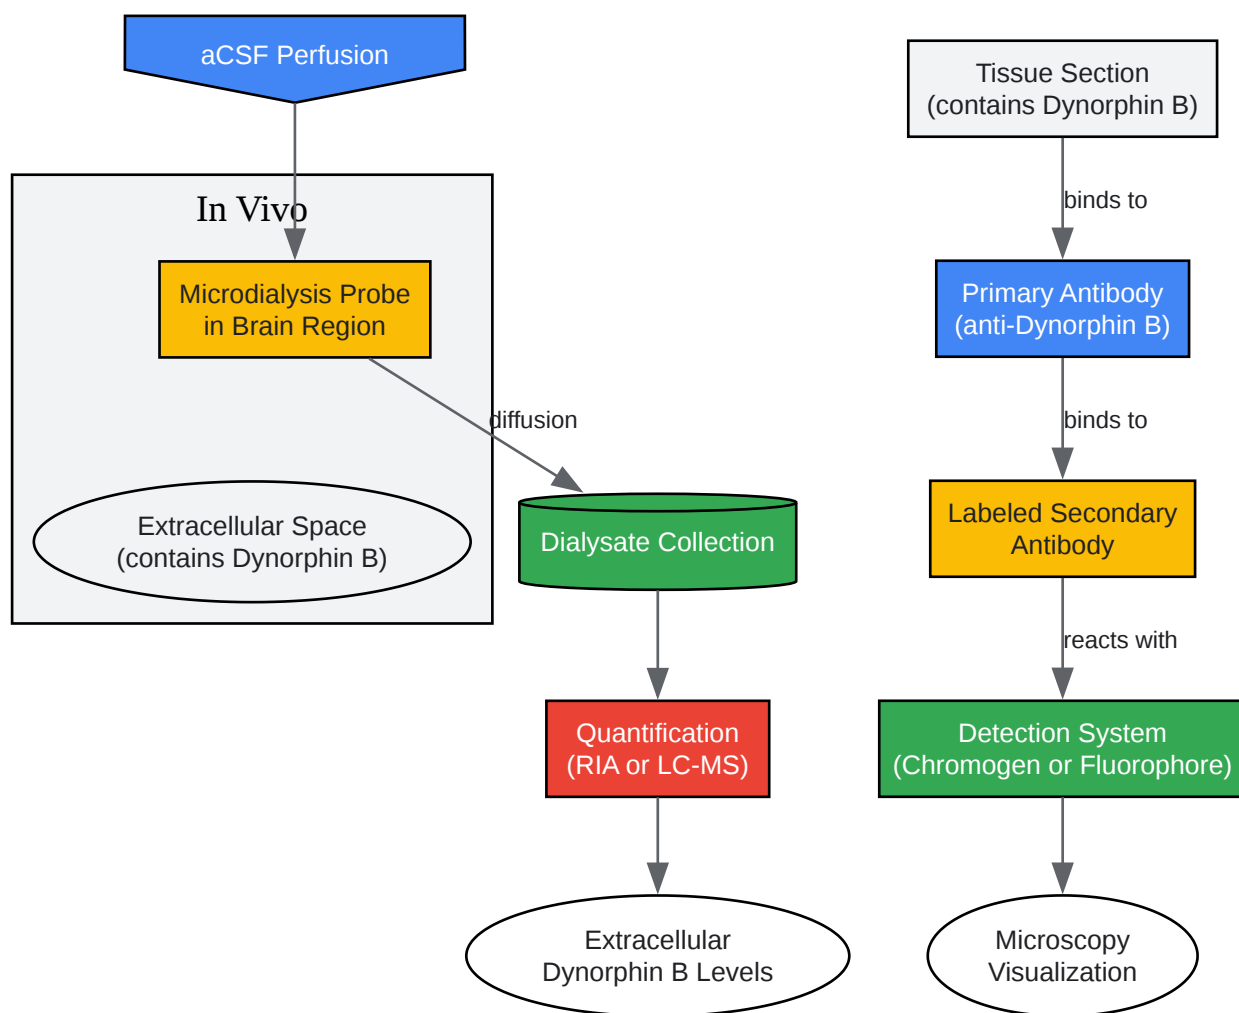 aCSF Perfusion
In Vivo
Microdialysis Probe
in Brain Region
diffusion
Extracellular Space
(contains Dynorphin B)
Dialysate Collection
Quantification
(RIA or LC-MS)
Extracellular
Dynorphin B Levels
Tissue Section
(contains Dynorphin B)
binds to
Primary Antibody
(anti-Dynorphin B)
binds to
Labeled Secondary
Antibody
reacts with
Detection System
(Chromogen or Fluorophore)
Microscopy
Visualization